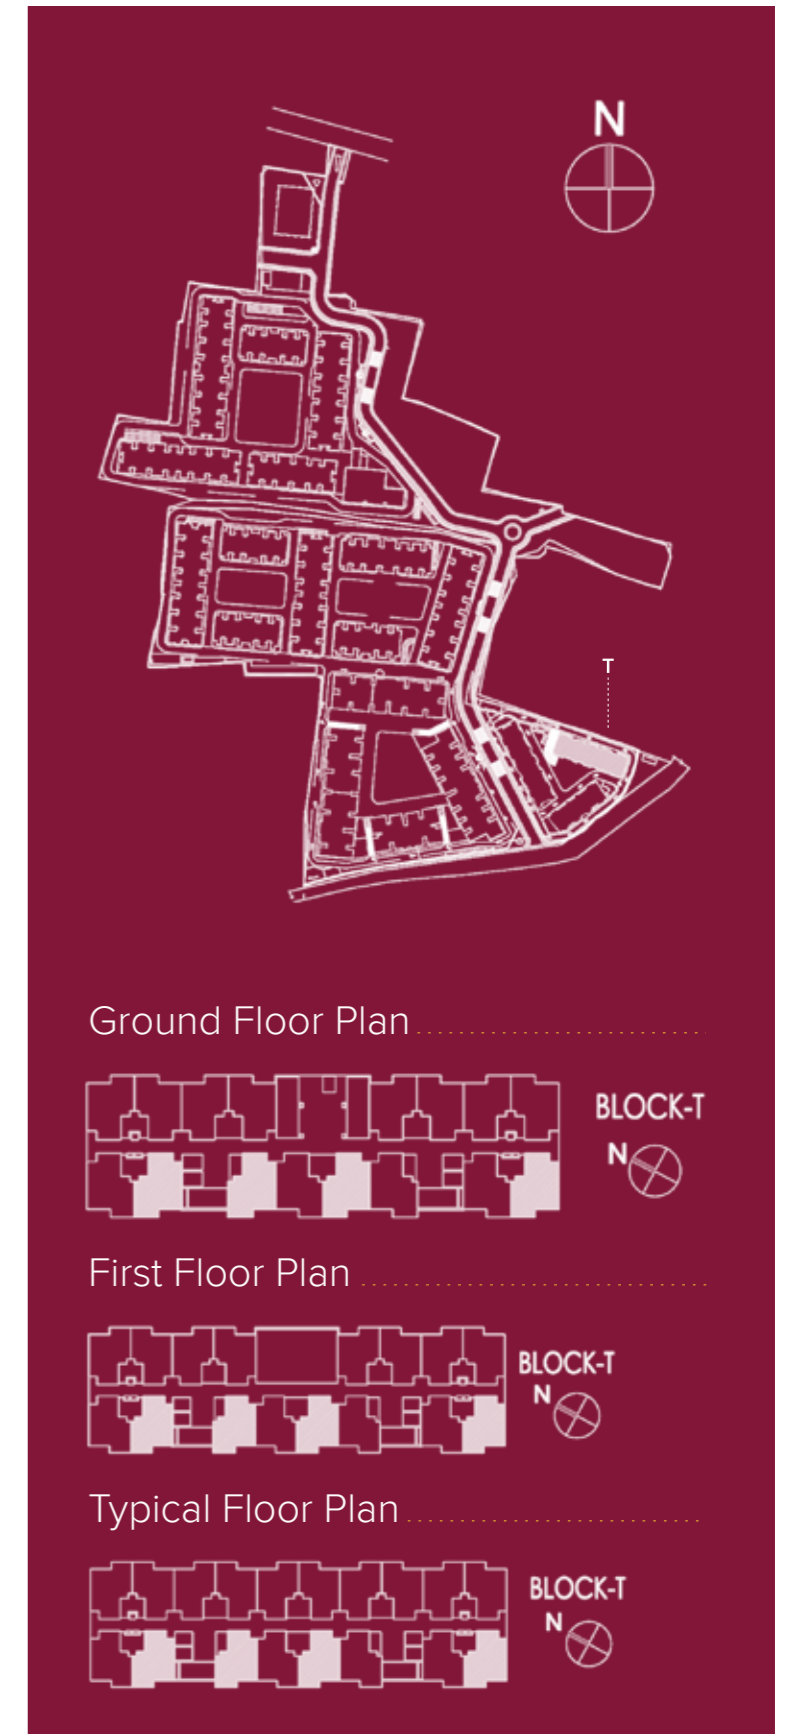 N
T
Ground Floor Plan
BLOCK-T
N
First Floor Plan
BLOCK-T
N
Typical Floor Plan
BLOCK-T
N